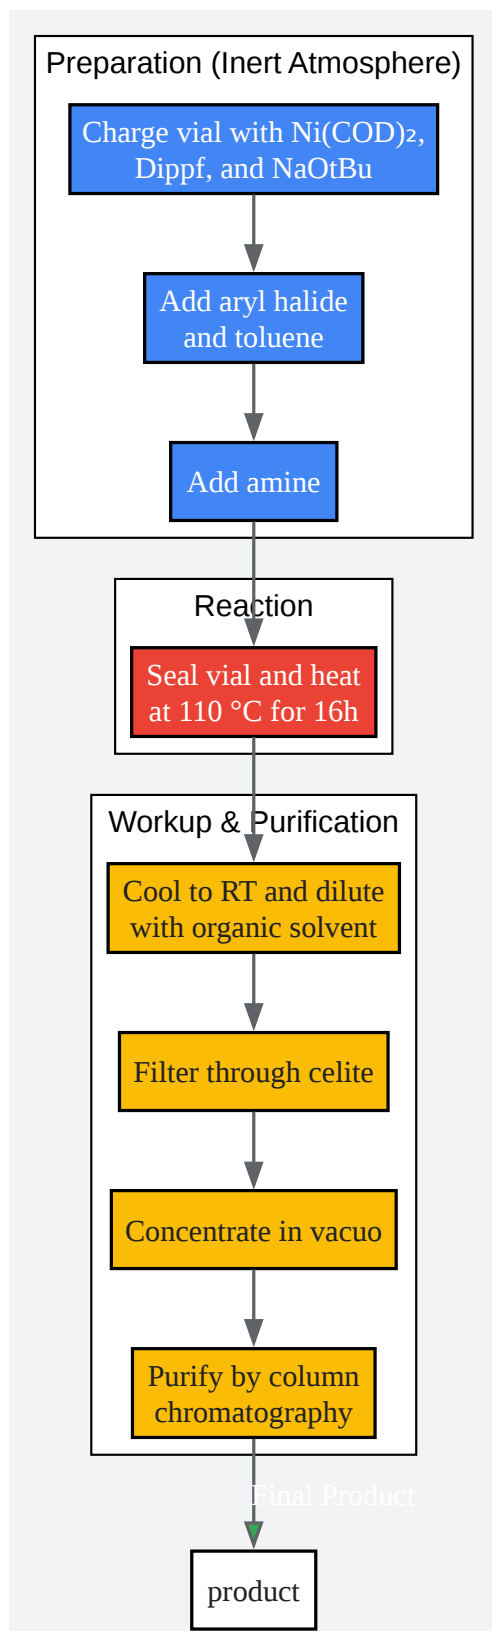 Preparation (Inert Atmosphere)
Charge vial with Ni(COD)₂,
Dippf, and NaOtBu
Add aryl halide
and toluene
Add amine
Reaction
Seal vial and heat
at 110 °C for 16h
Workup & Purification
Cool to RT and dilute
with organic solvent
Filter through celite
Concentrate in vacuo
Purify by column
chromatography
Final Product
product